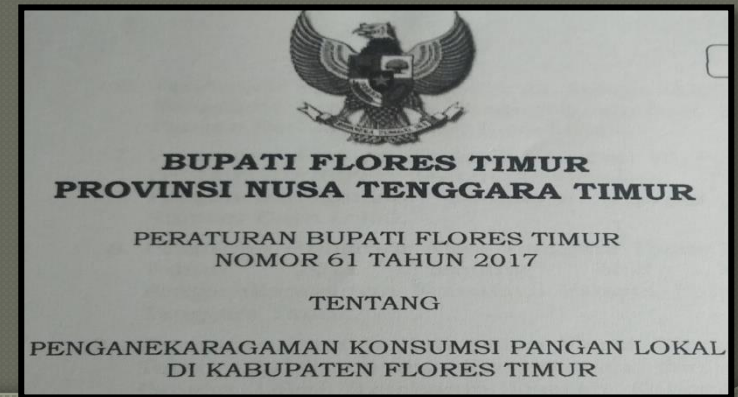 BUPATI FLORES TIMUR
PROVINSI NUSA TENGGARA TIMUR
PERATURAN BUPATI FLORES TIMUR
NOMOR 61 TAHUN 2017
TENTANG
PENGANEKARAGAMAN KONSUMSI PANGAN LOKAL
DI KABUPATEN FLORES TIMUR